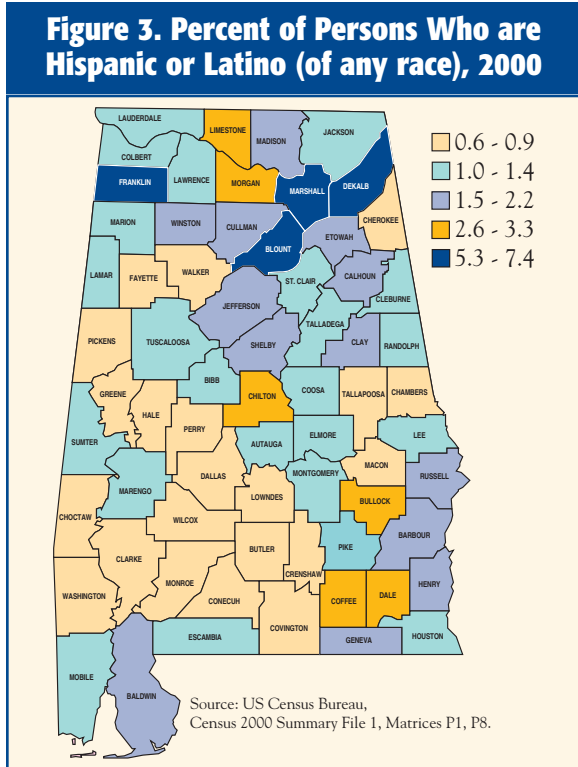 Figure 3. Percent of Persons Who are
Hispanic or Latino (of any race), 2000
0.6 - 0.9
1.0 - 1.4
1.5 - 2.2
2.6 - 3.3
5.3 - 7.4
LAUDERDALE
LIMESTONE
MADISON
JACKSON
COLBERT
FRANKLIN
LAWRENCE
MORGAN
MARSHALL
DEKALB
CHEROKEE
MARION
WINSTON
CULLMAN
ETOWAH
BLOUNT
LAMAR
FAYETTE
WALKER
ST. CLAIR
CALHOUN
CLEBURNE
JEFFERSON
TALLADEGA
PICKENS
TUSCALOOSA
SHELBY
CLAY
RANDOLPH
BIBB
GREENE
HALE
CHILTON
COOSA
TALLAPOOSA
CHAMBERS
PERRY
SUMTER
AUTAUGA
ELMORE
LEE
MACON
DALLAS
MONTGOMERY
RUSSELL
MARENGO
LOWNDES
BULLOCK
CHOCTAW
WILCOX
BARBOUR
BUTLER
PIKE
CLARKE
CRENSHAW
MONROE
HENRY
WASHINGTON
CONECUH
COFFEE
DALE
COVINGTON
ESCAMBIA
GENEVA
HOUSTON
MOBILE
BALDWIN
Source: US Census Bureau,
Census 2000 Summary File 1, Matrices P1, P8.